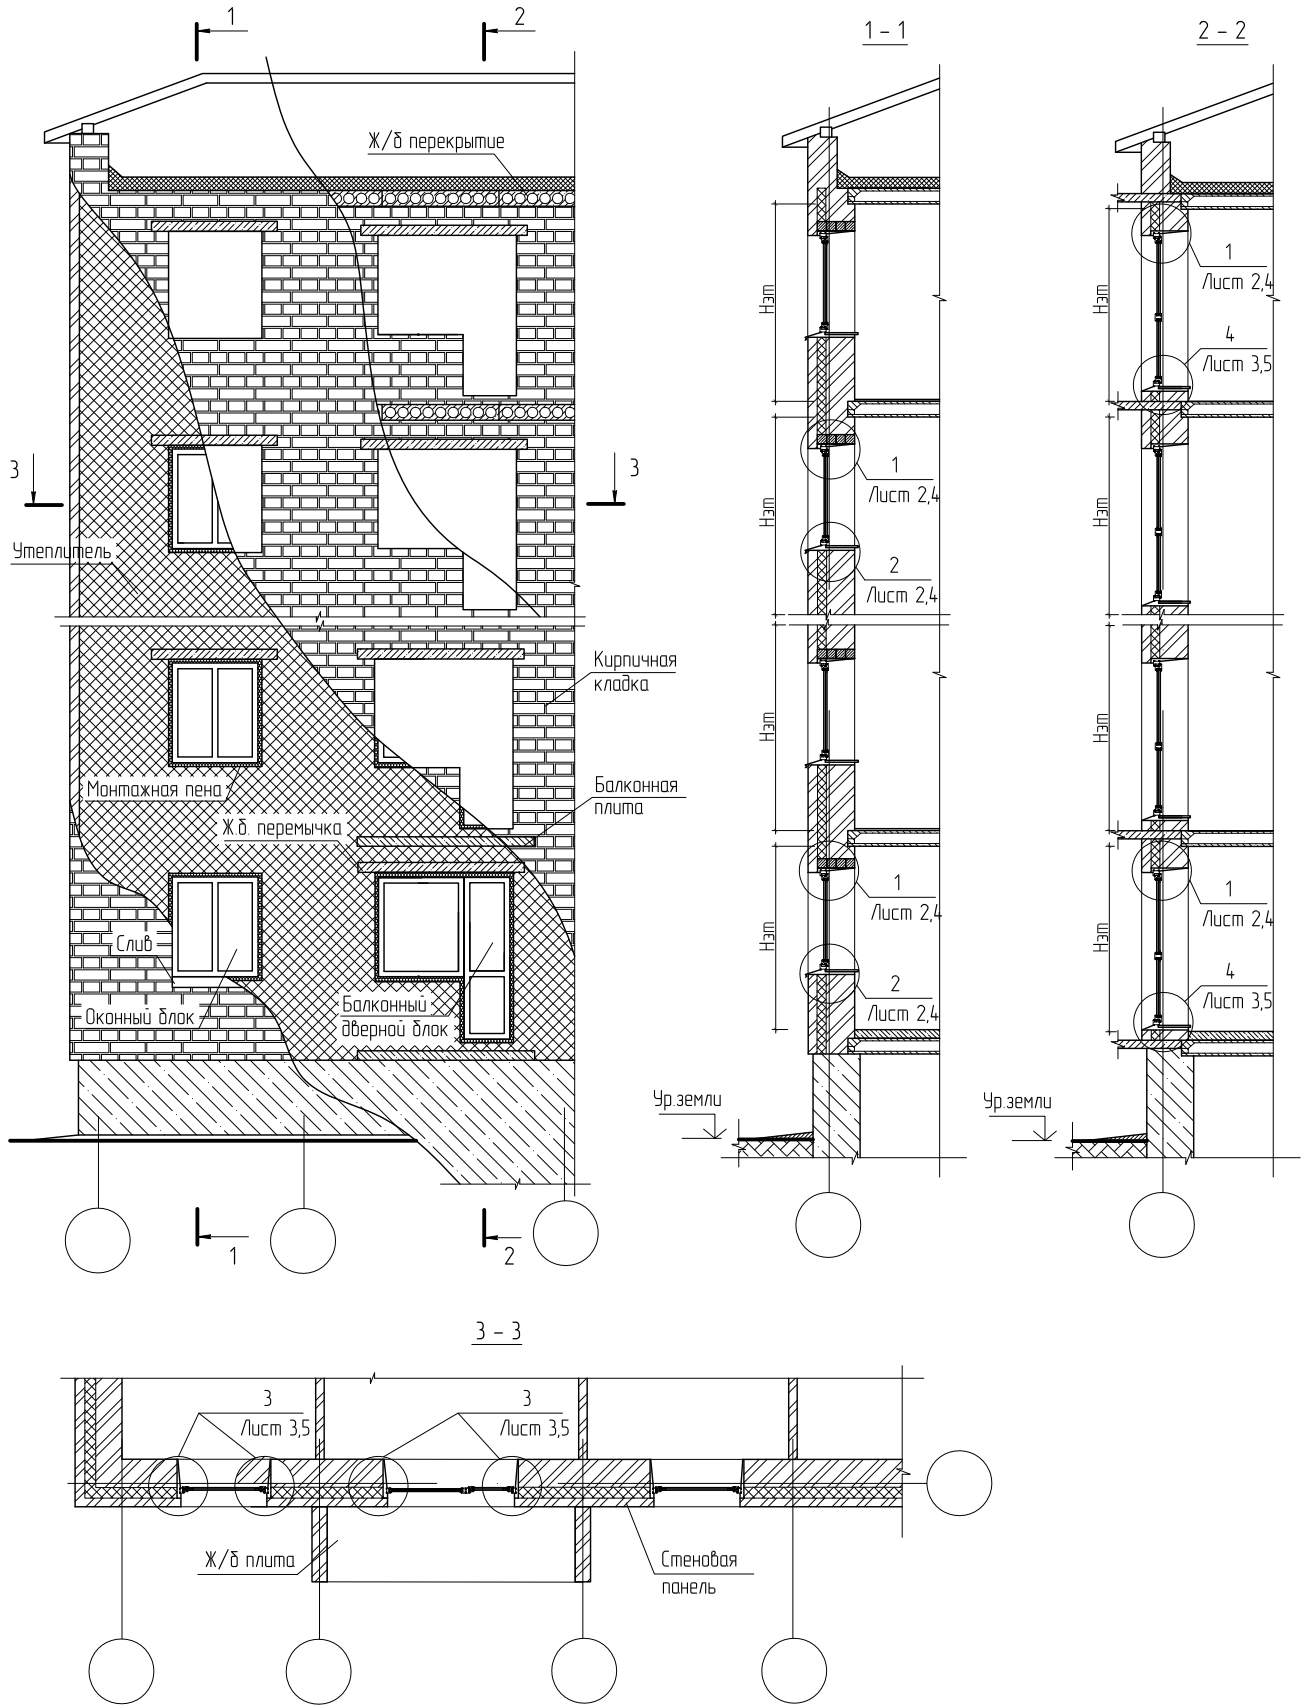 1
2
1 - 1
2 - 2
Ж/б перекрытие
Нэт
Нэт
1
Лист 2,4
4
Лист 3,5
3
3
1
Лист 2,4
Нэт
Нэт
Утеплитель
2
Лист 2,4
Кирпичная
кладка
Нэт
Нэт
Монтажная пена
Балконная
плита
Ж.б. перемычка
1
Лист 2,4
1
Лист 2,4
Нэт
Нэт
Слив
Оконный блок
Балконный
дверной блок
2
Лист 2,4
4
Лист 3,5
Ур.земли
Ур.земли
1
2
3 - 3
3
Лист 3,5
3
Лист 3,5
Ж/б плита
Стеновая
панель